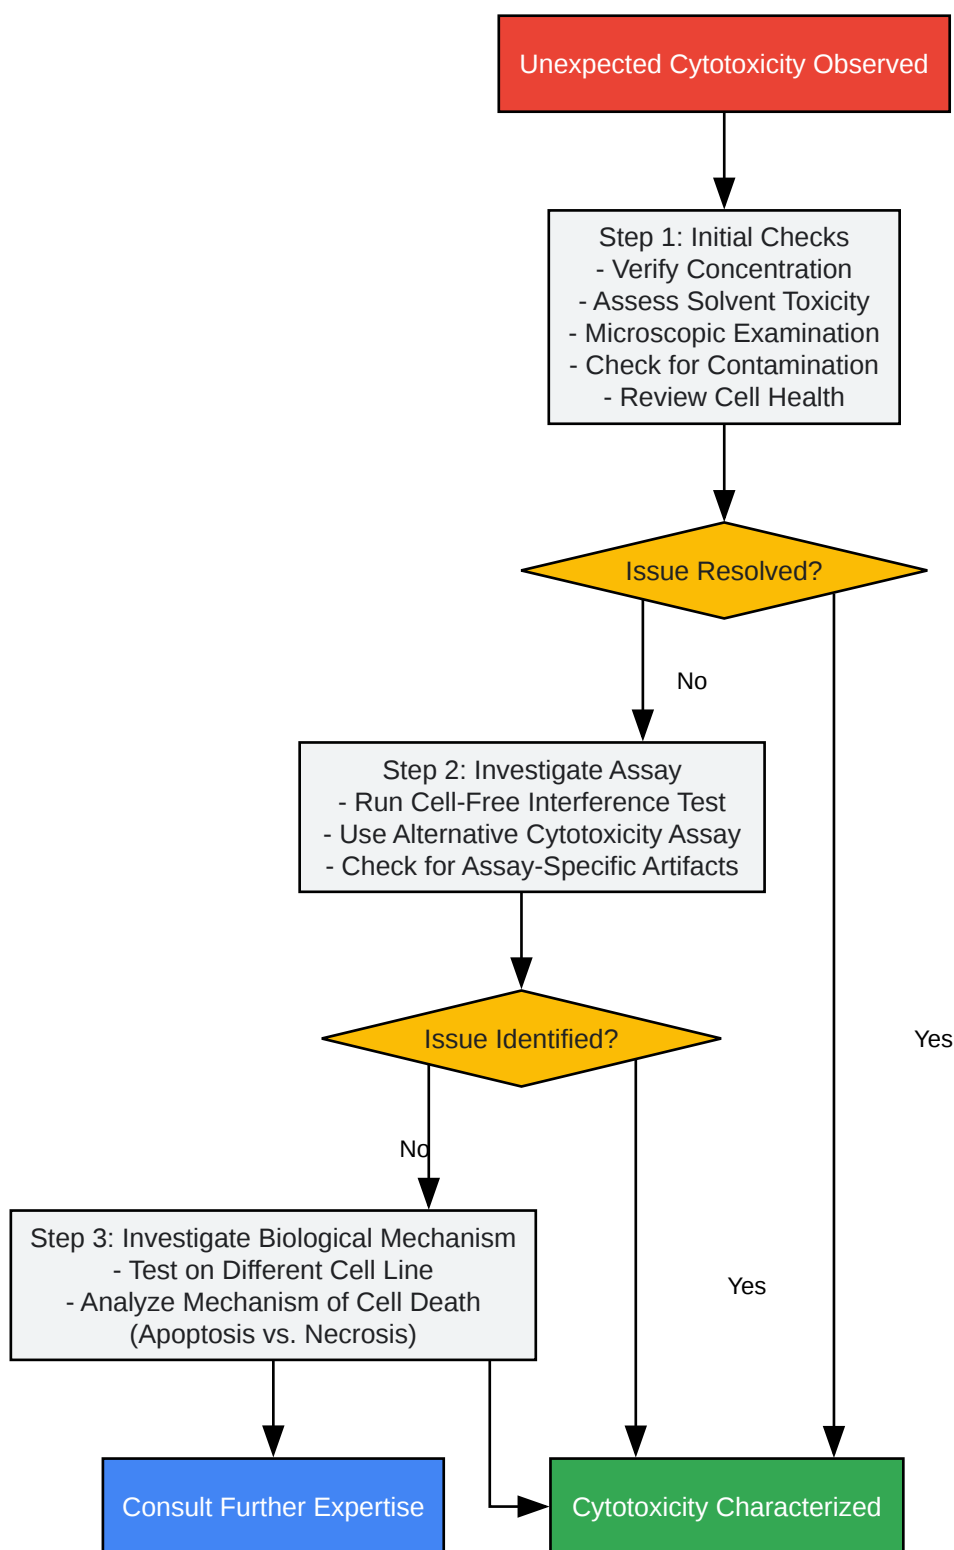 Unexpected Cytotoxicity Observed
Step 1: Initial Checks
- Verify Concentration
- Assess Solvent Toxicity
- Microscopic Examination
- Check for Contamination
- Review Cell Health
Issue Resolved?
No
Step 2: Investigate Assay
- Run Cell-Free Interference Test
- Use Alternative Cytotoxicity Assay
- Check for Assay-Specific Artifacts
Issue Identified?
Yes
No
Step 3: Investigate Biological Mechanism
- Test on Different Cell Line
- Analyze Mechanism of Cell Death
(Apoptosis vs. Necrosis)
Yes
Consult Further Expertise
Cytotoxicity Characterized